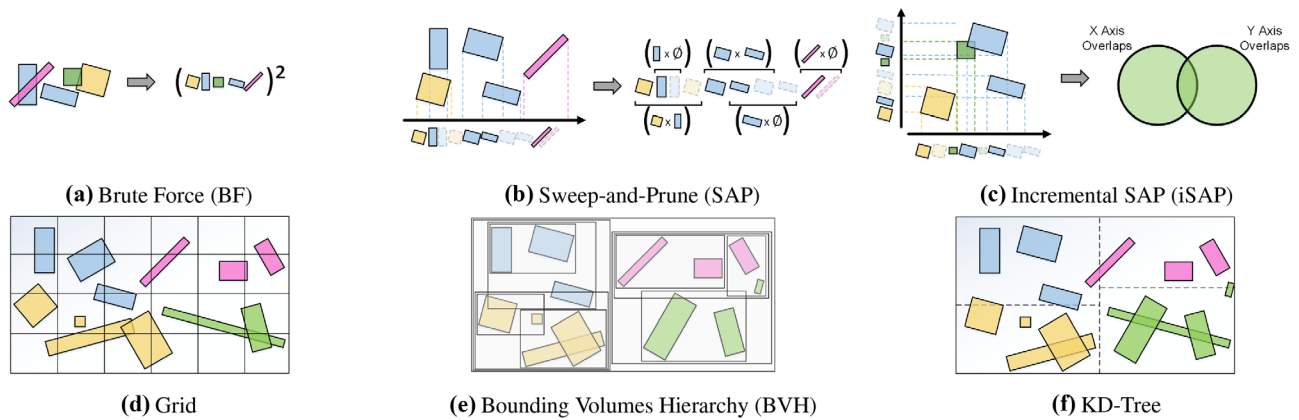 ( )²
( x Ø ) ( x ) ( x Ø )
( x ) ( x Ø )
X Axis Overlaps
Y Axis Overlaps
(a) Brute Force (BF)
(b) Sweep-and-Prune (SAP)
(c) Incremental SAP (iSAP)
(d) Grid
(e) Bounding Volumes Hierarchy (BVH)
(f) KD-Tree